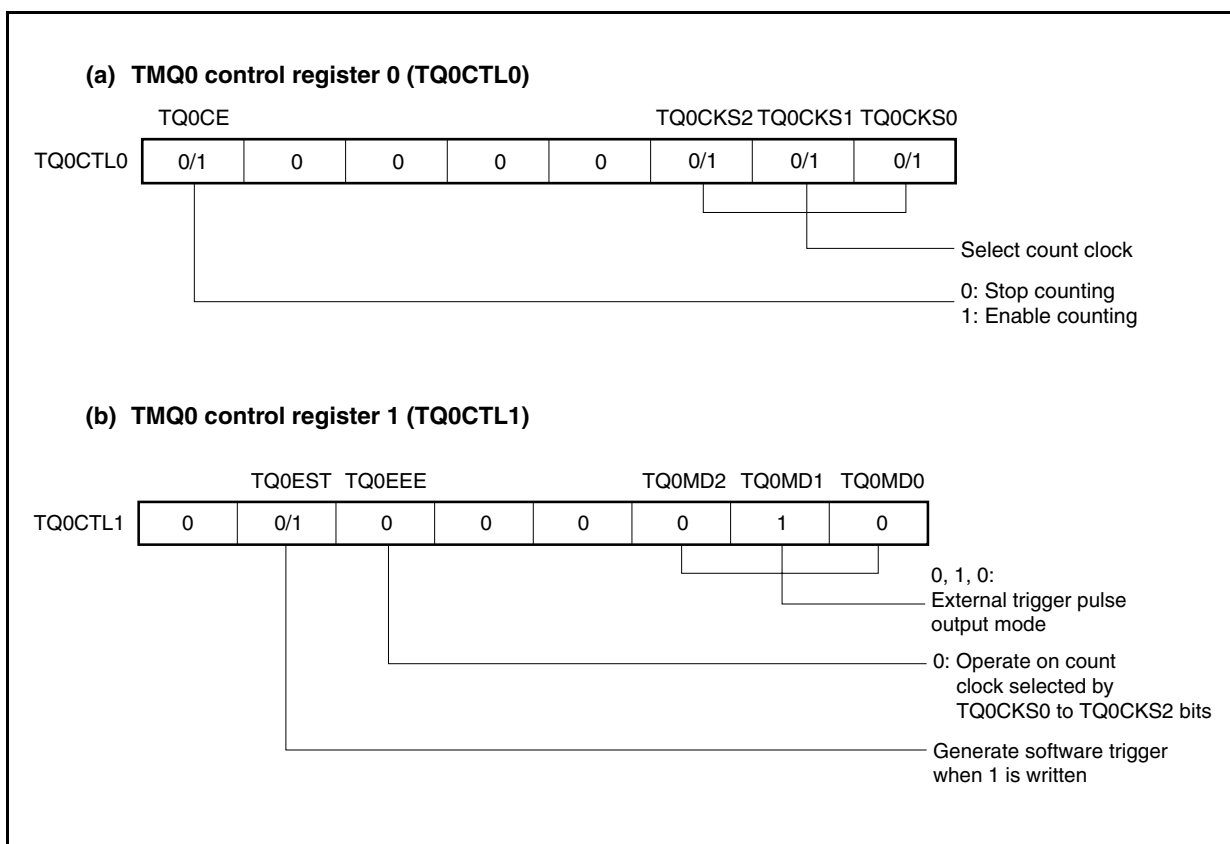 (a) TMQ0 control register 0 (TQ0CTL0)
TQ0CE TQ0CKS2 TQ0CKS1 TQ0CKS0
TQ0CTL0 0/1 0 0 0 0 0/1 0/1 0/1
Select count clock
0: Stop counting
1: Enable counting
(b) TMQ0 control register 1 (TQ0CTL1)
TQ0EST TQ0EEE TQ0MD2 TQ0MD1 TQ0MD0
TQ0CTL1 0 0/1 0 0 0 0 1 0
0, 1, 0:
External trigger pulse
output mode
0: Operate on count
clock selected by
TQ0CKS0 to TQ0CKS2 bits
Generate software trigger
when 1 is written